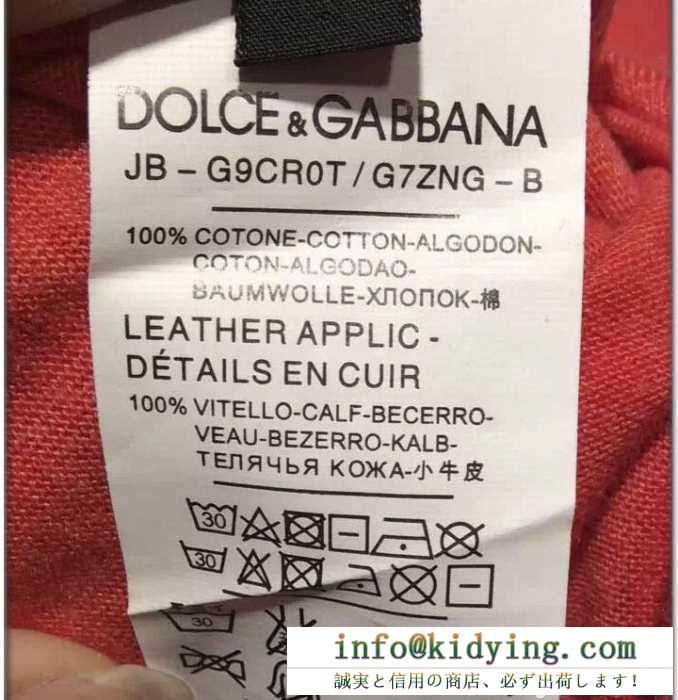 DOLCE & GABBANA
JB - G9CR0T / G7ZNG - B
100% COTONE-COTTON-ALGODON-
COTON-ALGODAO-
BAUMWOLLE-ХЛОПОК-棉
LEATHER APPLIC -
DÉTAILS EN CUIR
100% VITELLO-CALF-BECERRO-
VEAU-BEZERRO-KALB-
ТЕЛЯЧЬЯ КОЖА-小牛皮
30
30
30
info@kidying.com
誠実と信用の商店、必ず出荷します!